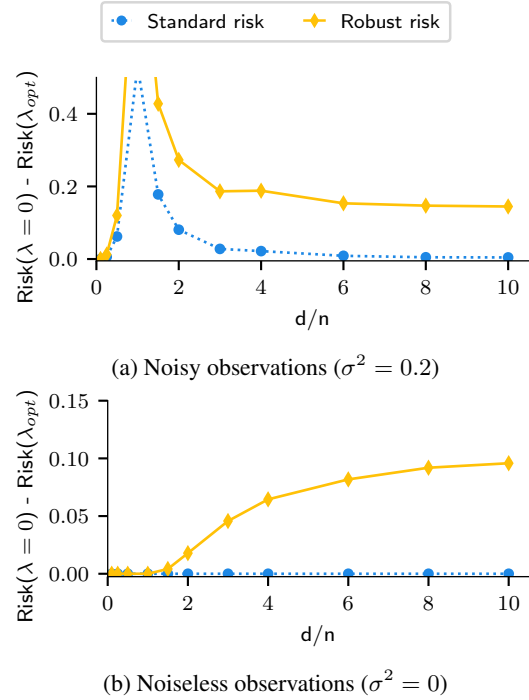 Standard risk Robust risk
Risk(λ = 0) - Risk(λ_opt)
0.4
0.2
0.0
0 2 4 6 8 10
d/n
(a) Noisy observations (σ² = 0.2)
Risk(λ = 0) - Risk(λ_opt)
0.15
0.10
0.05
0.00
0 2 4 6 8 10
d/n
(b) Noiseless observations (σ² = 0)